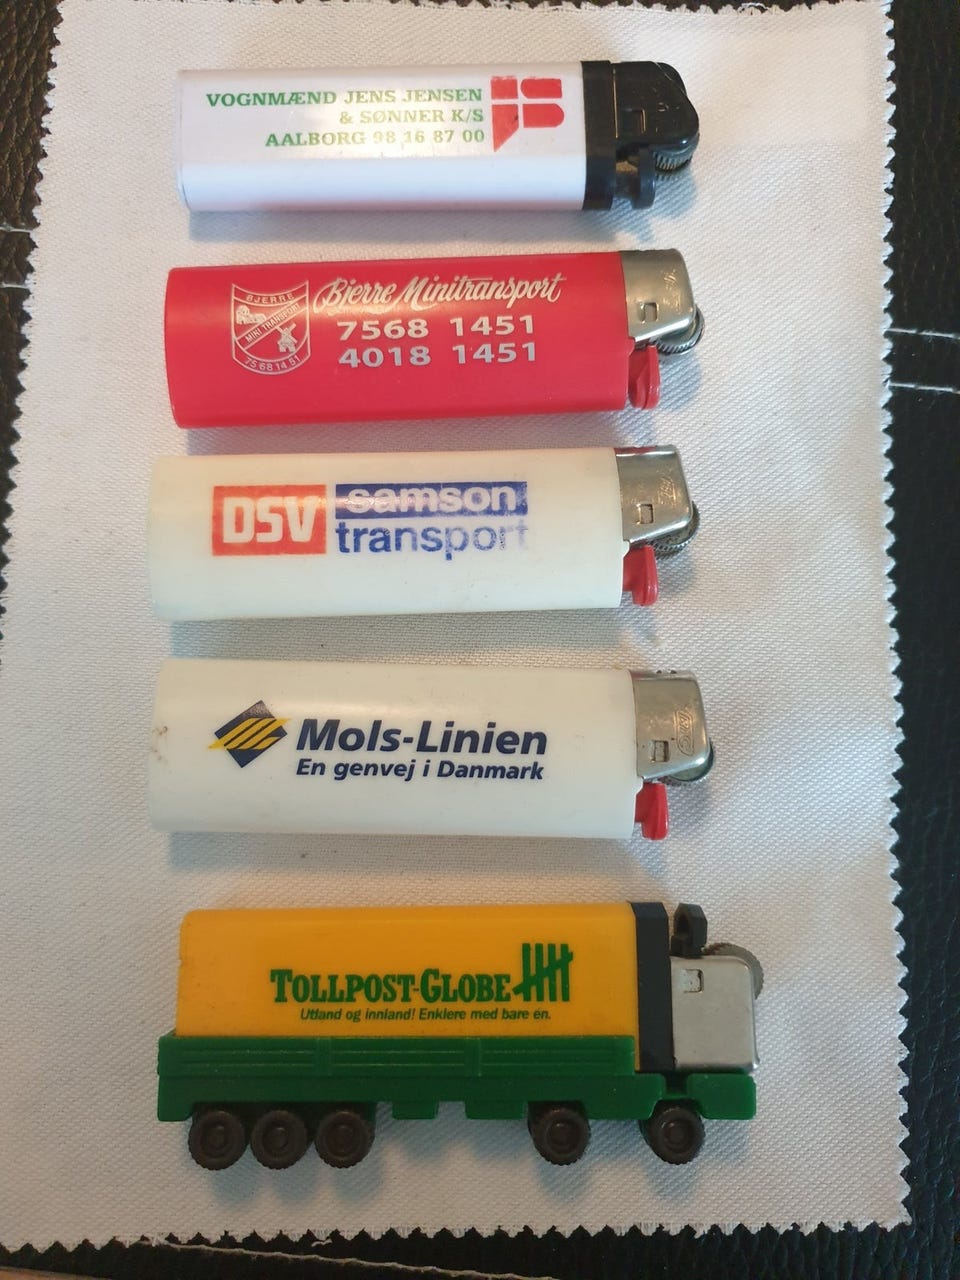 VOGNMÆND JENS JENSEN
& SØNNER K/S
AALBORG 98 16 87 00
BJERRE
MINI TRANSPORT
75 68 14 51
Bjerre Minitransport
7568 1451
4018 1451
DSV samson
transport
Mols-Linien
En genvej i Danmark
TOLLPOST-GLOBE
Utland og innland! Enklere med bare én.